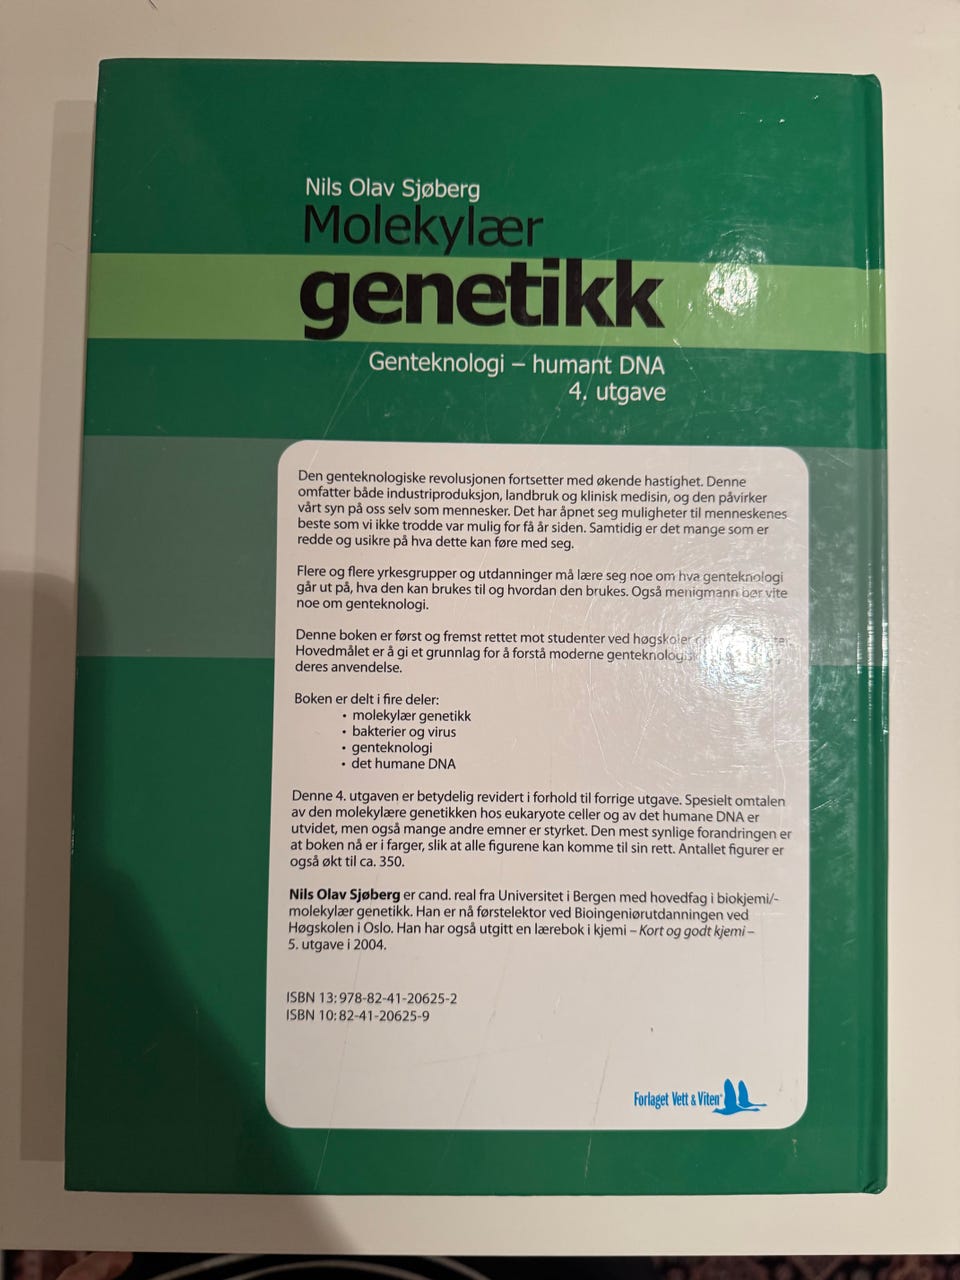 Nils Olav Sjøberg
Molekylær
genetikk
Genteknologi – humant DNA
4. utgave
Den genteknologiske revolusjonen fortsetter med økende hastighet. Denne
omfatter både industriproduksjon, landbruk og klinisk medisin, og den påvirker
vårt syn på oss selv som mennesker. Det har åpnet seg muligheter til menneskenes
beste som vi ikke trodde var mulig for få år siden. Samtidig er det mange som er
redde og usikre på hva dette kan føre med seg.
Flere og flere yrkesgrupper og utdanninger må lære seg noe om hva genteknologi
går ut på, hva den kan brukes til og hvordan den brukes. Også menigmann bør vite
noe om genteknologi.
Denne boken er først og fremst rettet mot studenter ved høgskoler
Hovedmålet er å gi et grunnlag for å forstå moderne
deres anvendelse.
Boken er delt i fire deler:
• molekylær genetikk
• bakterier og virus
• genteknologi
• det humane DNA
Denne 4. utgaven er betydelig revidert i forhold til forrige utgave. Spesielt omtalen
av den molekylære genetikken hos eukaryote celler og av det humane DNA er
utvidet, men også mange andre emner er styrket. Den mest synlige forandringen er
at boken nå er i farger, slik at alle figurene kan komme til sin rett. Antallet figurer er
også økt til ca. 350.
Nils Olav Sjøberg er cand. real fra Universitet i Bergen med hovedfag i biokjemi/-
molekylær genetikk. Han er nå førstelektor ved Bioingeniørutdanningen ved
Høgskolen i Oslo. Han har også utgitt en lærebok i kjemi – Kort og godt kjemi –
5. utgave i 2004.
ISBN 13: 978-82-41-20625-2
ISBN 10: 82-41-20625-9
Forlaget Vett & Viten®